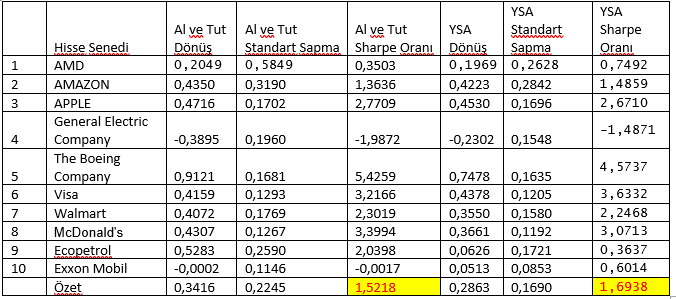 Hisse Senedi Al ve Tut Dönüş Al ve Tut Standart Sapma Al ve Tut Sharpe Oranı YSA Dönüş YSA Standart Sapma YSA Sharpe Oranı
1 AMD 0,2049 0,5849 0,3503 0,1969 0,2628 0,7492
2 AMAZON 0,4350 0,3190 1,3636 0,4223 0,2842 1,4859
3 APPLE 0,4716 0,1702 2,7709 0,4530 0,1696 2,6710
4 General Electric Company -0,3895 0,1960 -1,9872 -0,2302 0,1548 -1,4871
5 The Boeing Company 0,9121 0,1681 5,4259 0,7478 0,1635 4,5737
6 Visa 0,4159 0,1293 3,2166 0,4378 0,1205 3,6332
7 Walmart 0,4072 0,1769 2,3019 0,3550 0,1580 2,2468
8 McDonald's 0,4307 0,1267 3,3994 0,3661 0,1192 3,0713
9 Ecopetrol 0,5283 0,2590 2,0398 0,0626 0,1721 0,3637
10 Exxon Mobil -0,0002 0,1146 -0,0017 0,0513 0,0853 0,6014
Özet 0,3416 0,2245 1,5218 0,2863 0,1690 1,6938